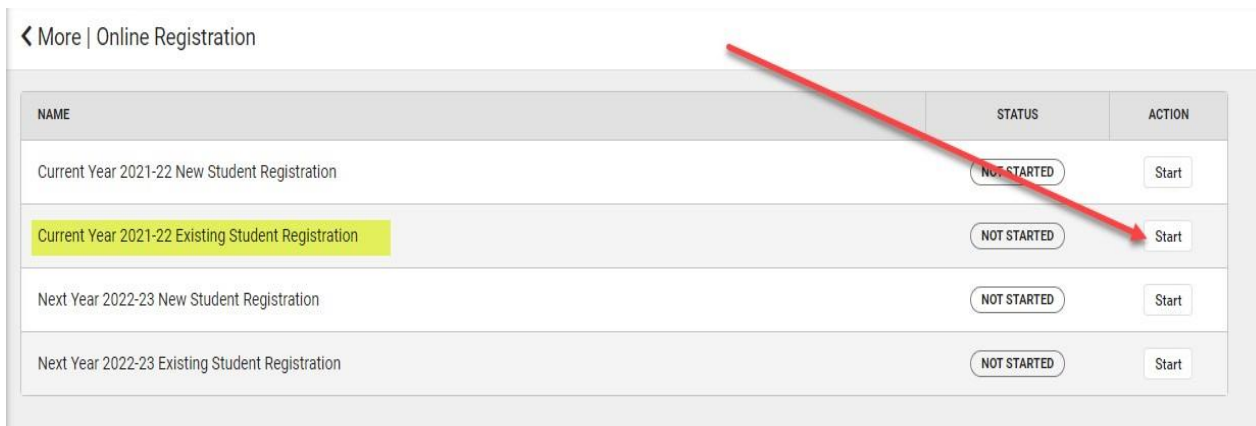 More | Online Registration
NAME STATUS ACTION
Current Year 2021-22 New Student Registration NOT STARTED Start
Current Year 2021-22 Existing Student Registration NOT STARTED Start
Next Year 2022-23 New Student Registration NOT STARTED Start
Next Year 2022-23 Existing Student Registration NOT STARTED Start